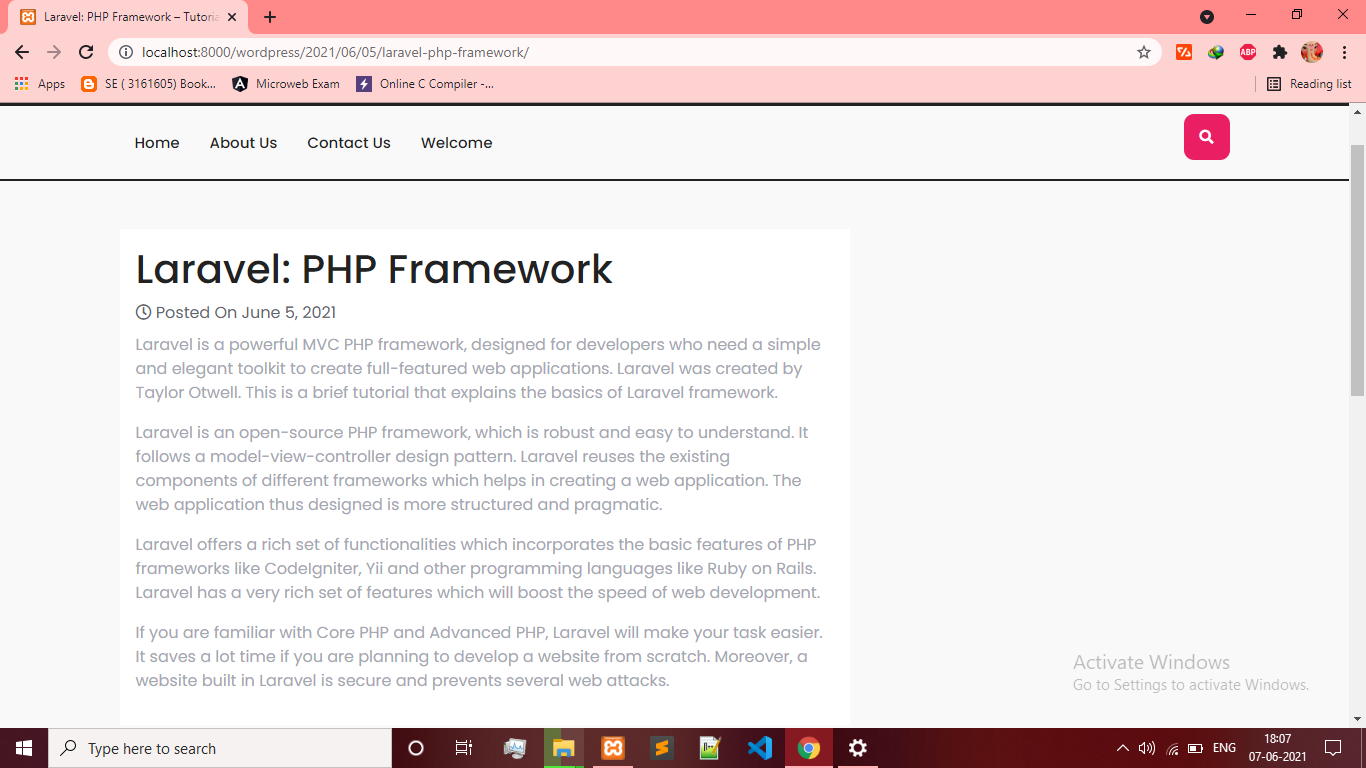 Laravel: PHP Framework – Tutoria
localhost:8000/wordpress/2021/06/05/laravel-php-framework/
ABP
Apps
SE ( 3161605) Book...
Microweb Exam
Online C Compiler -...
Reading list
Home
About Us
Contact Us
Welcome
Laravel: PHP Framework
Posted On June 5, 2021
Laravel is a powerful MVC PHP framework, designed for developers who need a simple
and elegant toolkit to create full-featured web applications. Laravel was created by
Taylor Otwell. This is a brief tutorial that explains the basics of Laravel framework.
Laravel is an open-source PHP framework, which is robust and easy to understand. It
follows a model-view-controller design pattern. Laravel reuses the existing
components of different frameworks which helps in creating a web application. The
web application thus designed is more structured and pragmatic.
Laravel offers a rich set of functionalities which incorporates the basic features of PHP
frameworks like CodeIgniter, Yii and other programming languages like Ruby on Rails.
Laravel has a very rich set of features which will boost the speed of web development.
If you are familiar with Core PHP and Advanced PHP, Laravel will make your task easier.
It saves a lot time if you are planning to develop a website from scratch. Moreover, a
website built in Laravel is secure and prevents several web attacks.
Activate Windows
Go to Settings to activate Windows.
Type here to search
ENG
18:07
07-06-2021